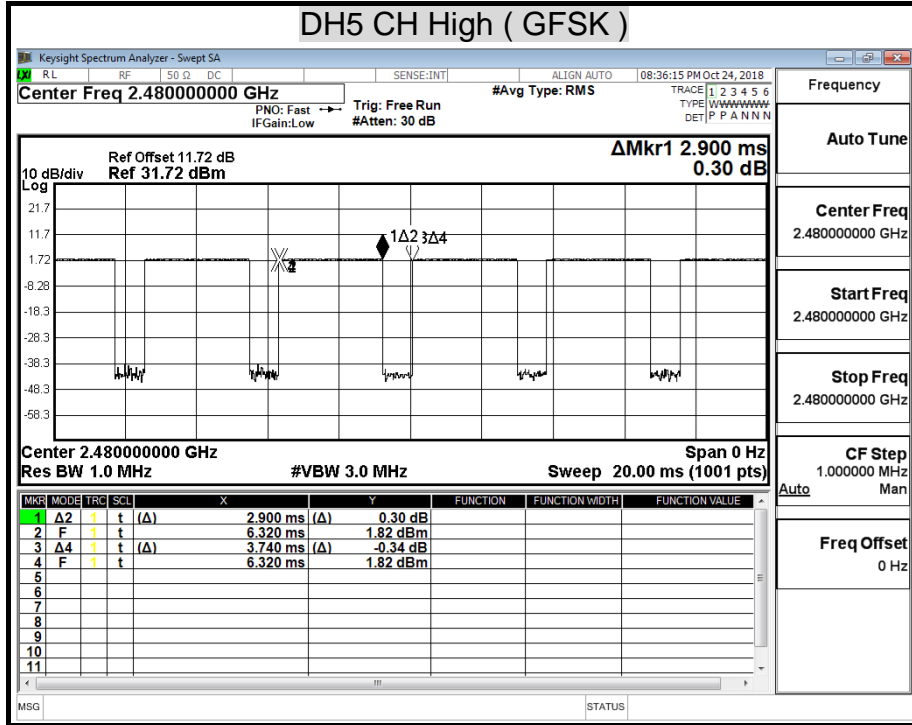 DH5 CH High ( GFSK )
Keysight Spectrum Analyzer - Swept SA
LXI RL RF 50 Ω DC SENSE:INT ALIGN AUTO 08:36:15 PM Oct 24, 2018
Center Freq 2.480000000 GHz
PNO: Fast
IFGain:Low
Trig: Free Run
#Atten: 30 dB
#Avg Type: RMS
TRACE 1 2 3 4 5 6
TYPE WWWWWW
DET P P A N N N
ΔMkr1 2.900 ms
0.30 dB
Ref Offset 11.72 dB
10 dB/div Ref 31.72 dBm
Log
21.7
11.7
1.72
-8.28
-18.3
-28.3
-38.3
-48.3
-58.3
1Δ2 3Δ4
Center 2.480000000 GHz Span 0 Hz
Res BW 1.0 MHz #VBW 3.0 MHz Sweep 20.00 ms (1001 pts)
MKR MODE TRC SCL X Y FUNCTION FUNCTION WIDTH FUNCTION VALUE
1 Δ2 1 t (Δ) 2.900 ms (Δ) 0.30 dB
2 F 1 t 6.320 ms 1.82 dBm
3 Δ4 1 t (Δ) 3.740 ms (Δ) -0.34 dB
4 F 1 t 6.320 ms 1.82 dBm
5
6
7
8
9
10
11
MSG STATUS
Frequency
Auto Tune
Center Freq
2.480000000 GHz
Start Freq
2.480000000 GHz
Stop Freq
2.480000000 GHz
CF Step
1.000000 MHz
Auto Man
Freq Offset
0 Hz